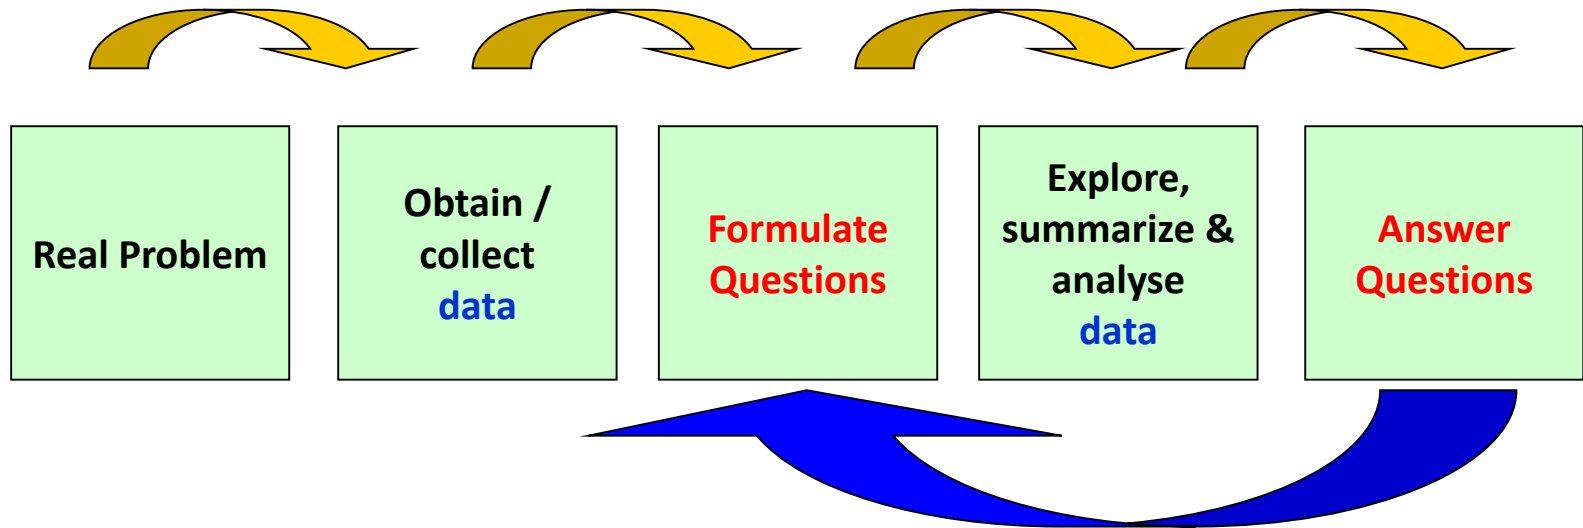 Real Problem
Obtain /
collect
data
Formulate
Questions
Explore,
summarize &
analyse
data
Answer
Questions